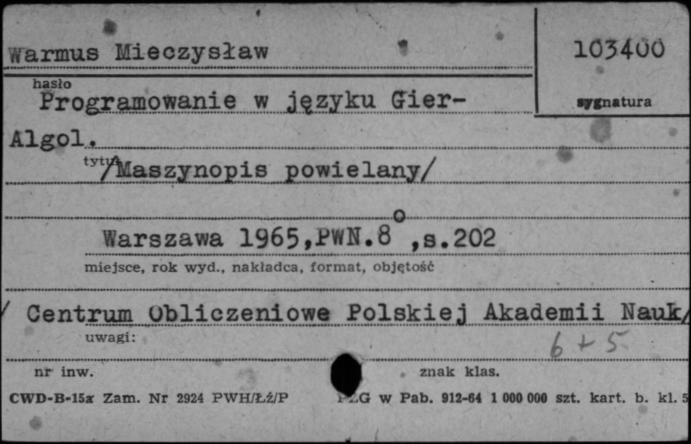 Warmus Mieczysław
103400
hasło
sygnatura
Programowanie w języku Gier-
Algol.
tytuł
/Maszynopis powielany/
Warszawa 1965,PWN.8°,s.202
miejsce, rok wyd., nakładca, format, objętość
/ Centrum Obliczeniowe Polskiej Akademii Nauk/
uwagi:
6 + 5
nr inw.
znak klas.
CWD-B-15a Zam. Nr 2924 PWH/Łź/P
w Pab. 912-64 1 000 000 szt. kart. b. kl. 5